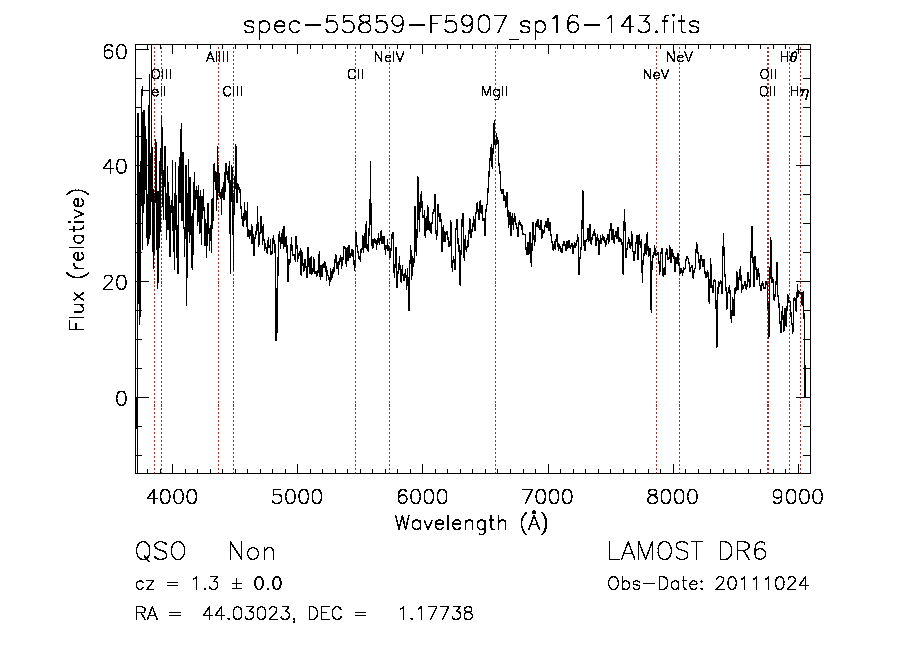 spec-55859-F5907_sp16-143.fits
60
AlIII NeIV NeV Hθ
OIII CII NeV OII
HeII CIII MgII OII Hη
40
20
0
Flux (relative)
4000 5000 6000 7000 8000 9000
Wavelength (Å)
QSO Non LAMOST DR6
cz = 1.3 ± 0.0 Obs-Date: 20111024
RA = 44.03023, DEC = 1.17738